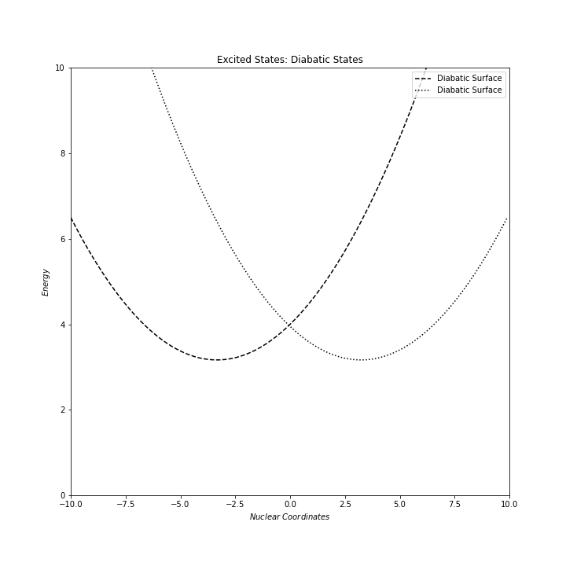 Excited States: Diabatic States
10
8
6
4
2
0
Energy
Diabatic Surface
Diabatic Surface
−10.0 −7.5 −5.0 −2.5 0.0 2.5 5.0 7.5 10.0
Nuclear Coordinates